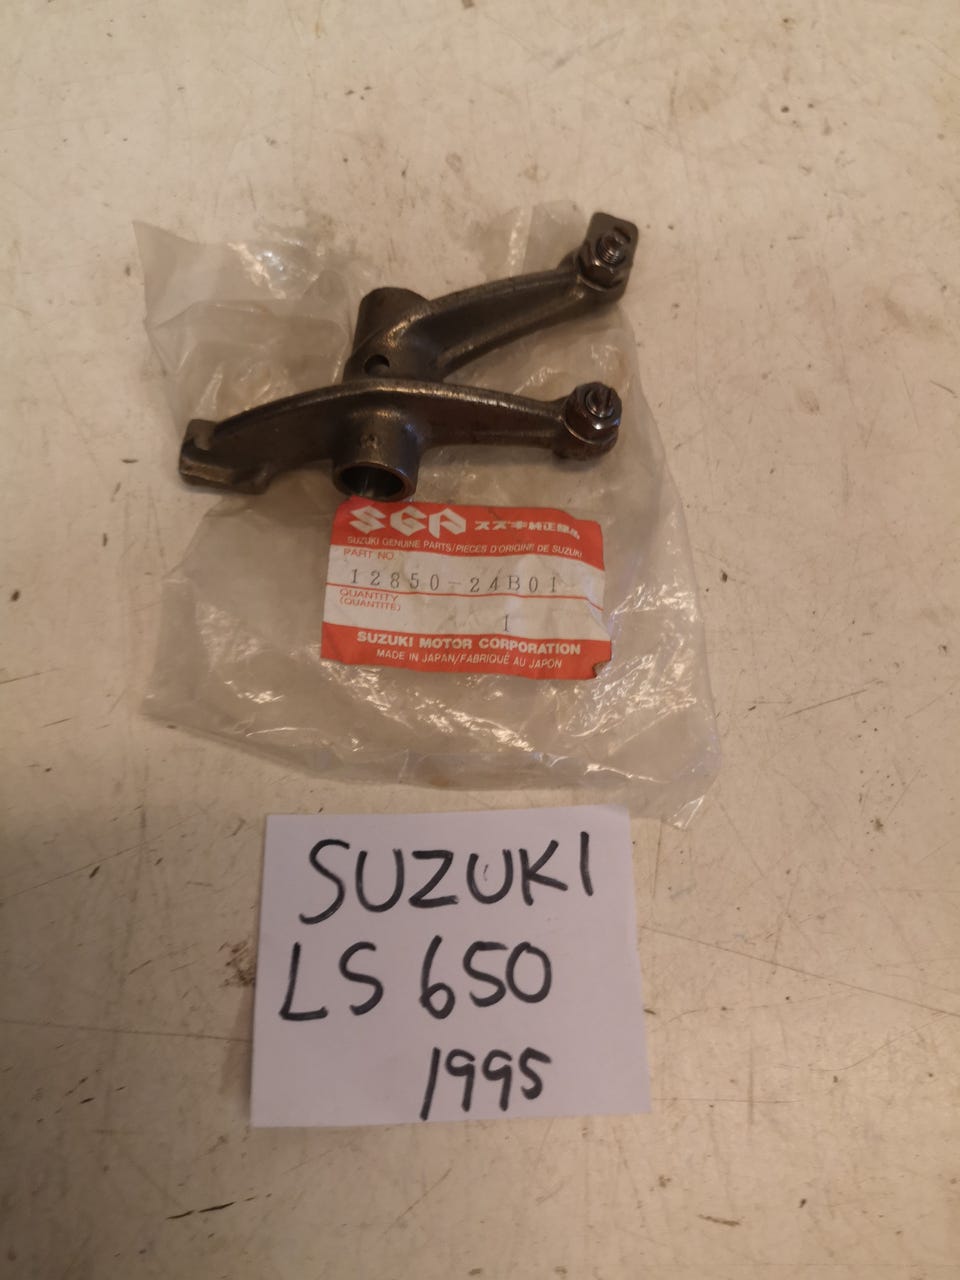 SGP スズキ純正部品
SUZUKI GENUINE PARTS/PIECES D'ORIGINE DE SUZUKI
PART NO.
12850-24B01
QUANTITY
(QUANTITÉ)
1
SUZUKI MOTOR CORPORATION
MADE IN JAPAN/FABRIQUÉ AU JAPON
SUZUKI
LS 650
1995